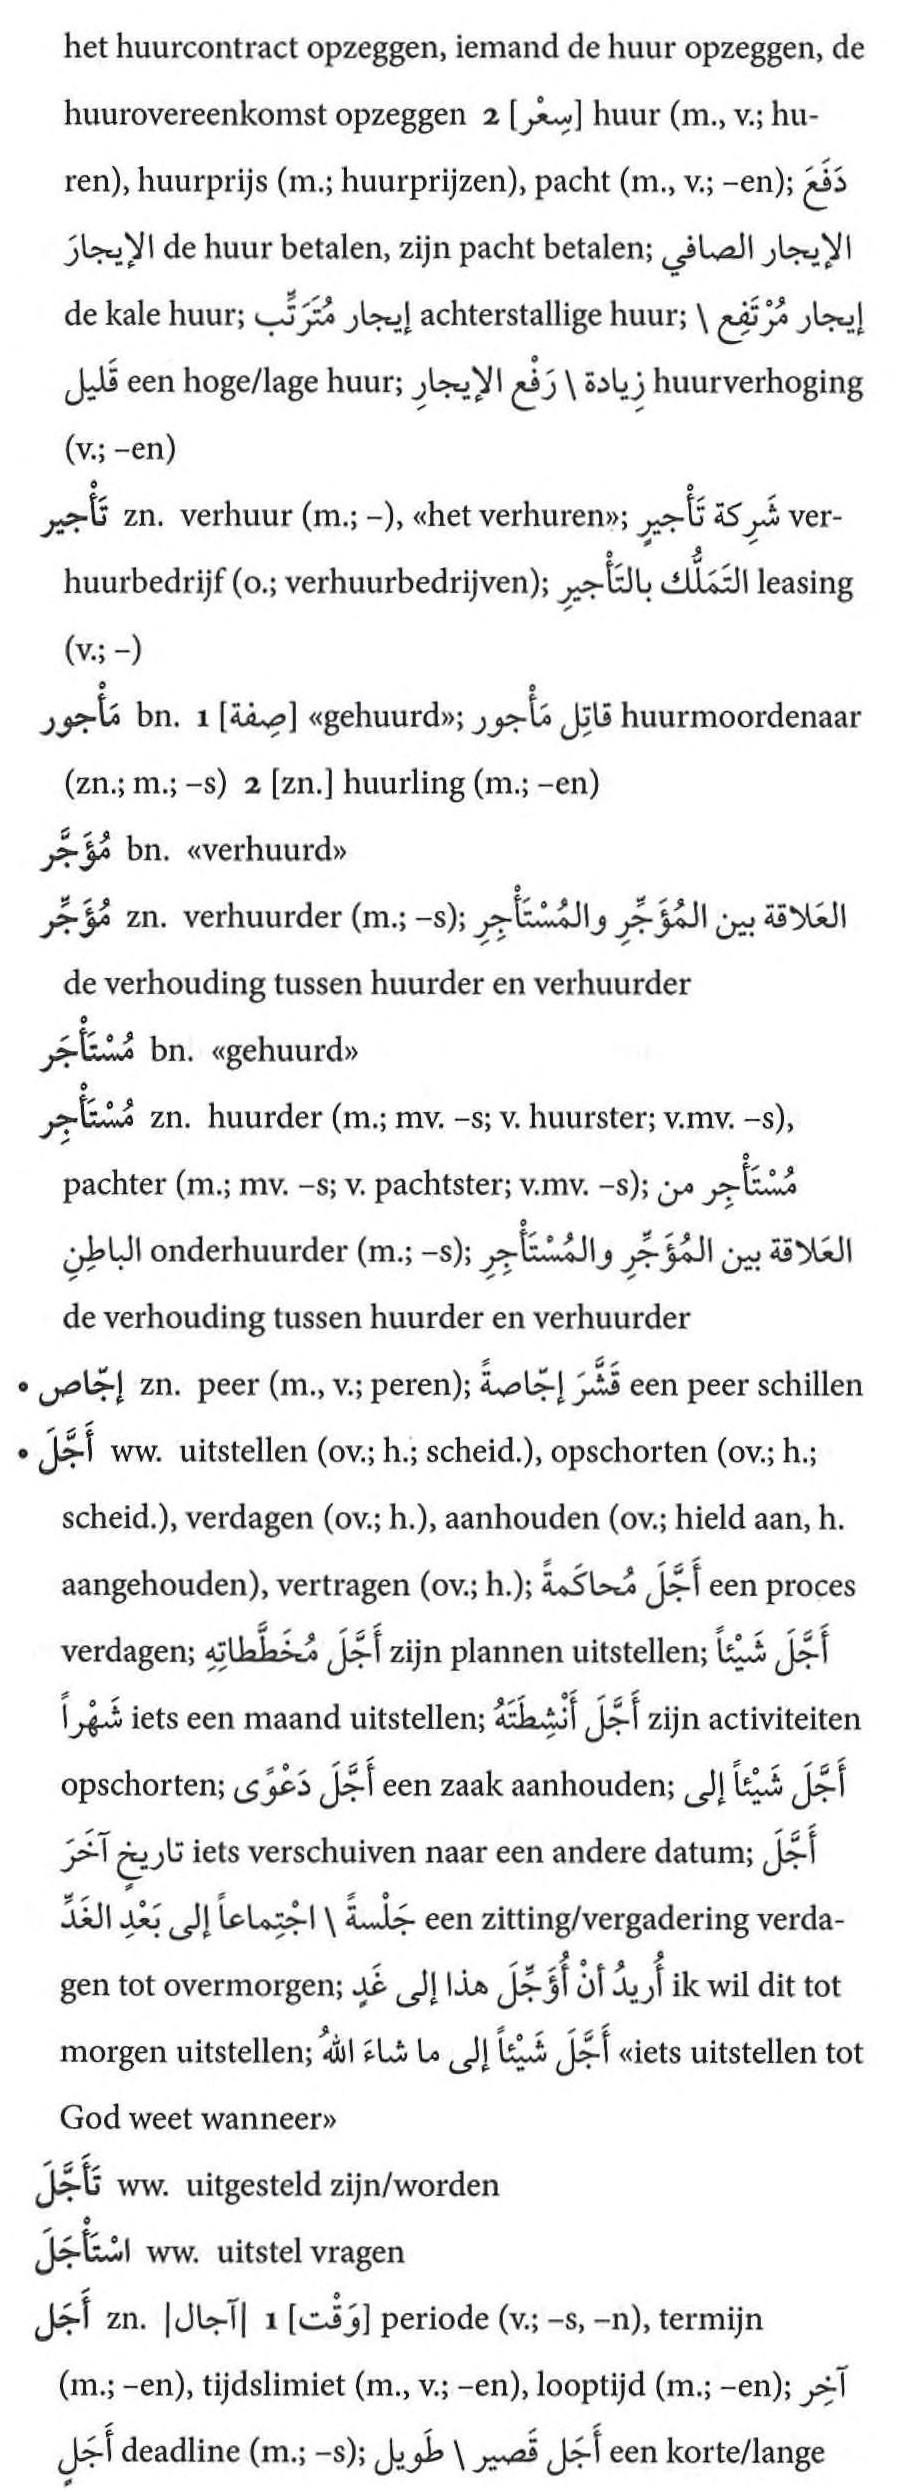 het huurcontract opzeggen, iemand de huur opzeggen, de
huurovereenkomst opzeggen 2 [سِعْر] huur (m., v.; hu-
ren), huurprijs (m.; huurprijzen), pacht (m., v.; –en); دَفَعَ
الإيجارَ de huur betalen, zijn pacht betalen; الإيجار الصافي
de kale huur; إيجار مُتَرَتِّب achterstallige huur; إيجار مُرْتَفِع \
قَليل een hoge/lage huur; زِيادة \ رَفْع الإيجارِ huurverhoging
(v.; –en)
تَأْجير zn. verhuur (m.; –), «het verhuren»; شَرِكة تَأْجيرٍ ver-
huurbedrijf (o.; verhuurbedrijven); التَمَلُّك بالتَأْجيرِ leasing
(v.; –)
مَأْجور bn. 1 [صِفة] «gehuurd»; قاتِل مَأْجور huurmoordenaar
(zn.; m.; –s) 2 [zn.] huurling (m.; –en)
مُؤَجَّر bn. «verhuurd»
مُؤَجِّر zn. verhuurder (m.; –s); العَلاقة بين المُؤَجِّرِ والمُسْتَأْجِرِ
de verhouding tussen huurder en verhuurder
مُسْتَأْجَر bn. «gehuurd»
مُسْتَأْجِر zn. huurder (m.; mv. –s; v. huurster; v.mv. –s),
pachter (m.; mv. –s; v. pachtster; v.mv. –s); مُسْتَأْجِر من
الباطِنِ onderhuurder (m.; –s); العَلاقة بين المُؤَجِّرِ والمُسْتَأْجِرِ
de verhouding tussen huurder en verhuurder
• إجّاص zn. peer (m., v.; peren); قَشَّرَ إجّاصةً een peer schillen
• أَجَّلَ ww. uitstellen (ov.; h.; scheid.), opschorten (ov.; h.;
scheid.), verdagen (ov.; h.), aanhouden (ov.; hield aan, h.
aangehouden), vertragen (ov.; h.); أَجَّلَ مُحاكَمةً een proces
verdagen; أَجَّلَ مُخَطَّطاتِهِ zijn plannen uitstellen; أَجَّلَ شَيْئاً
شَهْراً iets een maand uitstellen; أَجَّلَ أَنْشِطَتَهُ zijn activiteiten
opschorten; أَجَّلَ دَعْوًى een zaak aanhouden; أَجَّلَ شَيْئاً إلى
تاريخٍ آخَرَ iets verschuiven naar een andere datum; أَجَّلَ
جَلْسةً \ اجْتِماعاً إلى بَعْدِ الغَدِّ een zitting/vergadering verda-
gen tot overmorgen; أُريدُ أنْ أُؤَجِّلَ هذا إلى غَدٍ ik wil dit tot
morgen uitstellen; أَجَّلَ شَيْئاً إلى ما شاءَ اللهُ «iets uitstellen tot
God weet wanneer»
تَأَجَّلَ ww. uitgesteld zijn/worden
اسْتَأْجَلَ ww. uitstel vragen
أَجَل zn. |آجال| 1 [وَقْت] periode (v.; –s, –n), termijn
(m.; –en), tijdslimiet (m., v.; –en), looptijd (m.; –en); آخِر
أَجَلٍ deadline (m.; –s); أَجَل قَصير \ طَويل een korte/lange